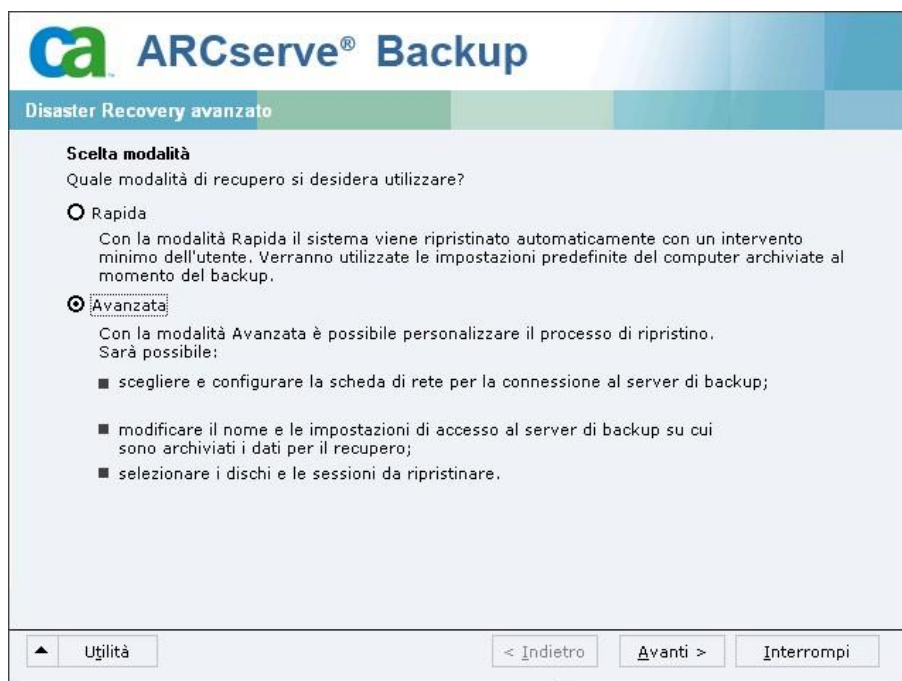 ca ARCserve® Backup
Disaster Recovery avanzato
Scelta modalità
Quale modalità di recupero si desidera utilizzare?
Rapida
Con la modalità Rapida il sistema viene ripristinato automaticamente con un intervento
minimo dell'utente. Verranno utilizzate le impostazioni predefinite del computer archiviate al
momento del backup.
Avanzata
Con la modalità Avanzata è possibile personalizzare il processo di ripristino.
Sarà possibile:
scegliere e configurare la scheda di rete per la connessione al server di backup;
modificare il nome e le impostazioni di accesso al server di backup su cui
sono archiviati i dati per il recupero;
selezionare i dischi e le sessioni da ripristinare.
Utilità < Indietro Avanti > Interrompi